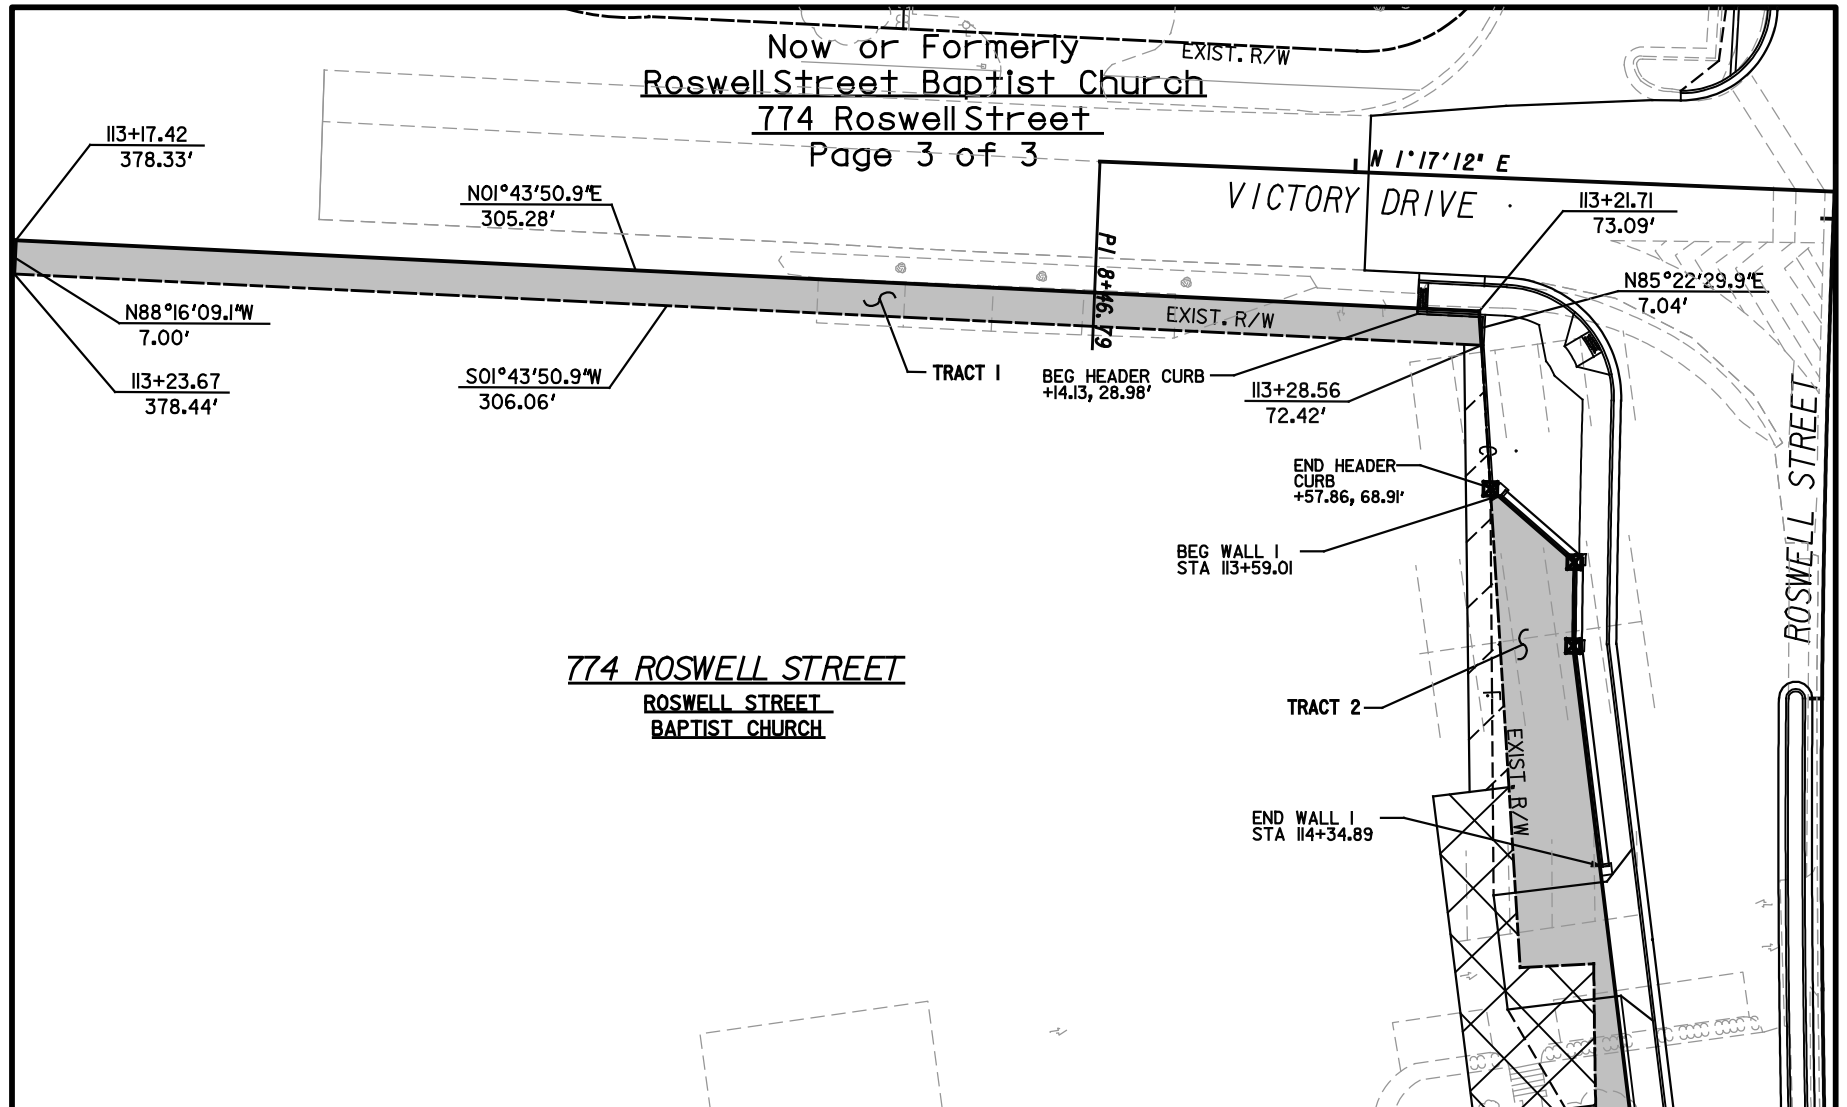 Now or Formerly
EXIST. R/W
Roswell Street Baptist Church
774 Roswell Street
Page 3 of 3
113+17.42
378.33'
N 1°17'12" E
N01°43'50.9"E
305.28'
VICTORY DRIVE
113+21.71
73.09'
PI 8+46.79
N85°22'29.9"E
7.04'
N88°16'09.1"W
7.00'
EXIST. R/W
TRACT 1
BEG HEADER CURB
+14.13, 28.98'
113+23.67
378.44'
S01°43'50.9"W
306.06'
113+28.56
72.42'
ROSWELL STREET
C
END HEADER
CURB
+57.86, 68.91'
BEG WALL 1
STA 113+59.01
774 ROSWELL STREET
ROSWELL STREET
BAPTIST CHURCH
TRACT 2
F
EXIST. R/W
END WALL 1
STA 114+34.89